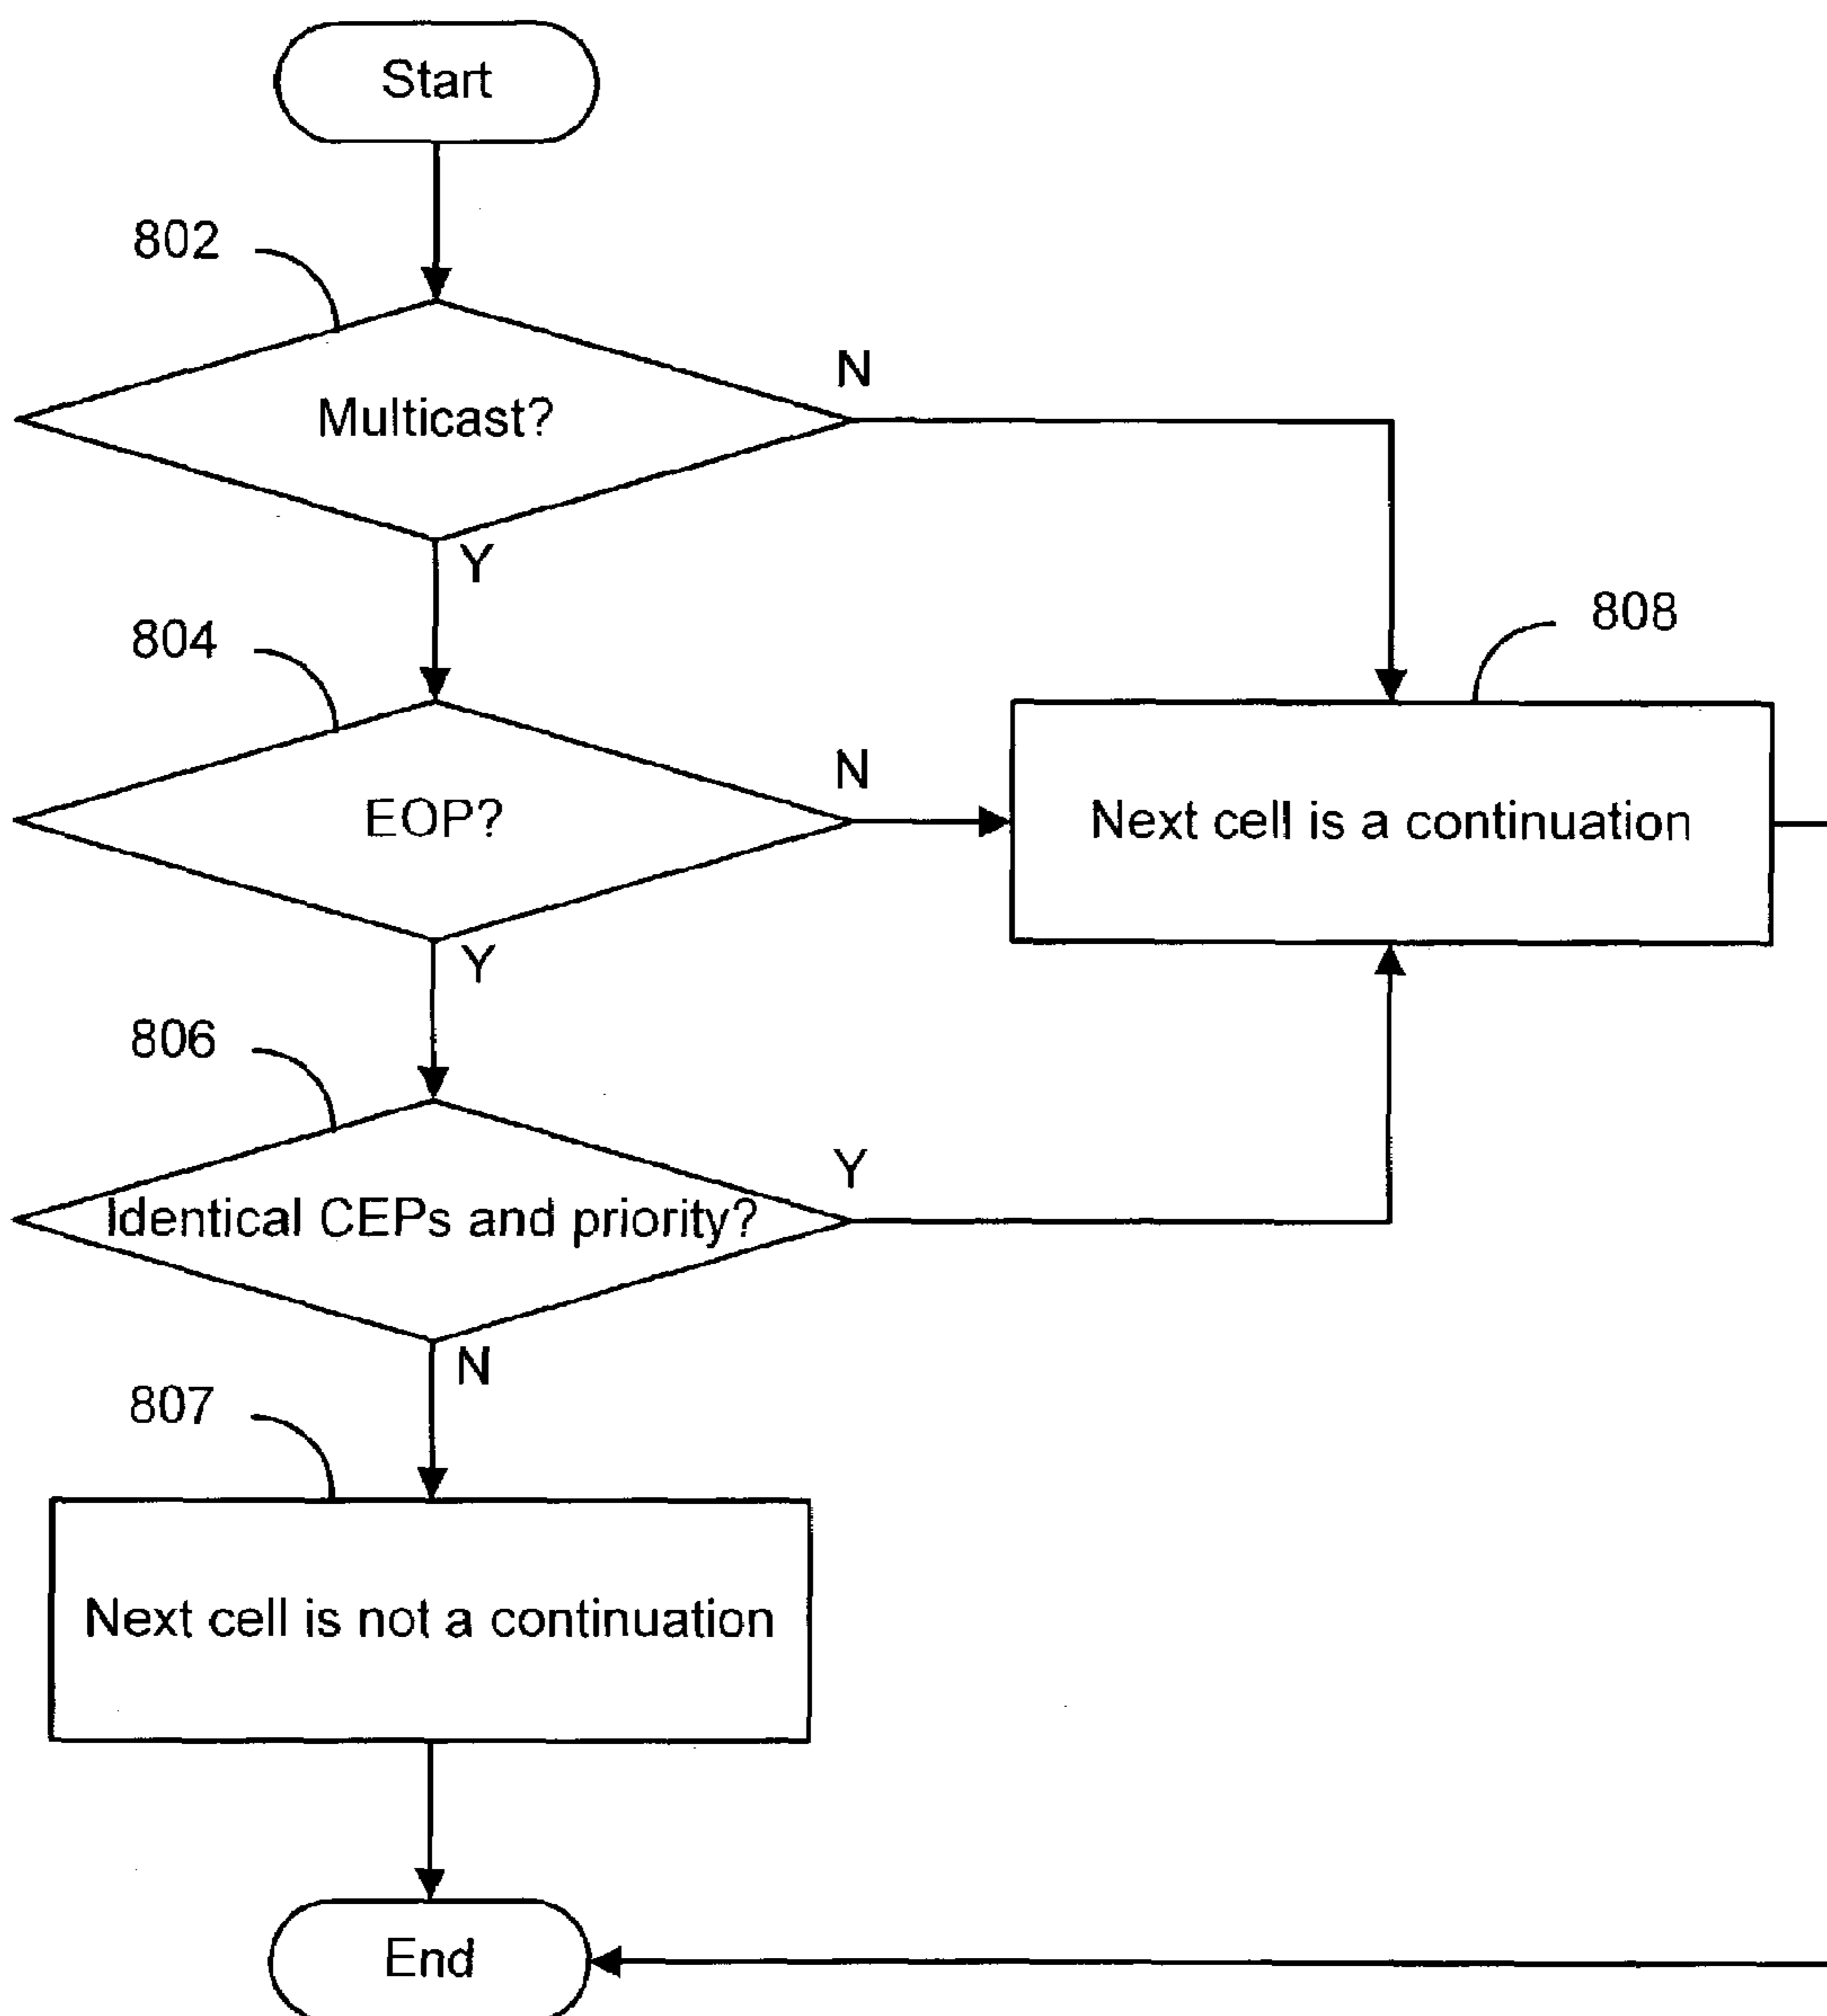 Start
802
Multicast?
N
Y
804
808
EOP?
N
Next cell is a continuation
Y
806
Identical CEPs and priority?
Y
N
807
Next cell is not a continuation
End